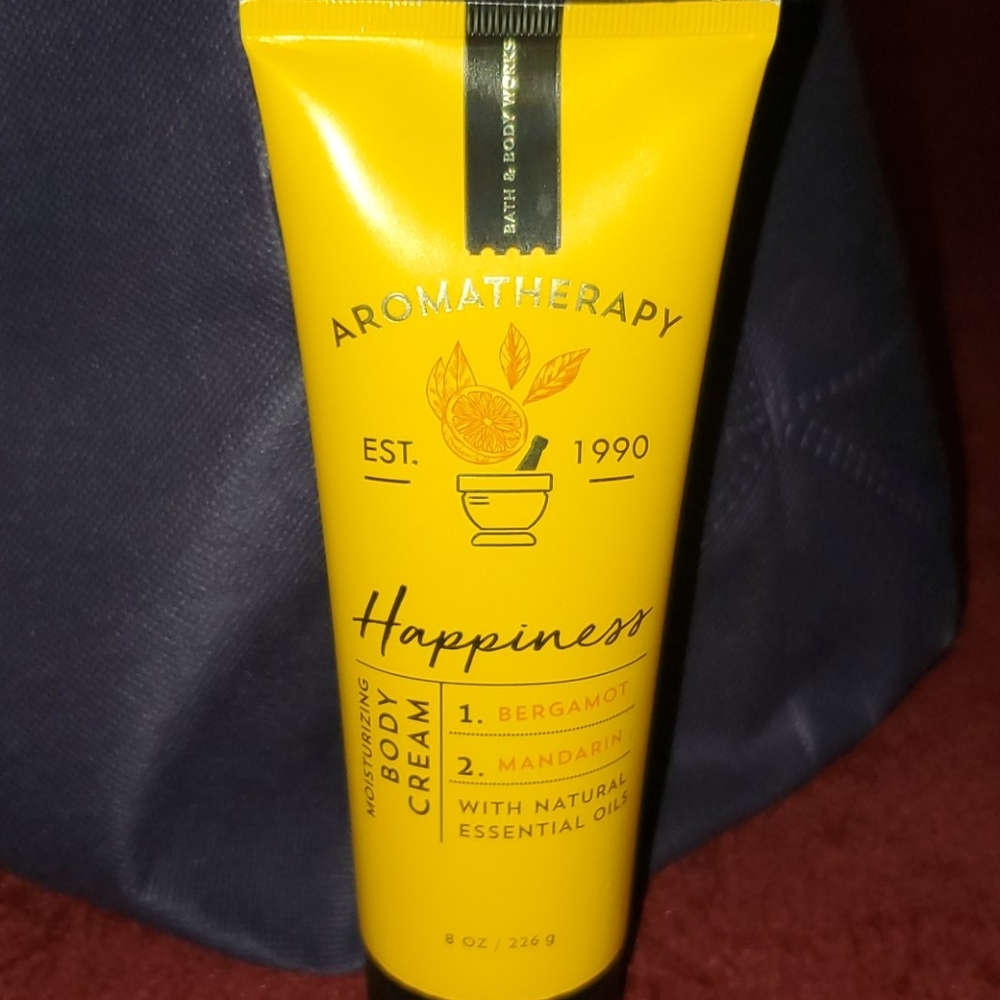 BATH & BODY WORKS
AROMATHERAPY
EST. 1990
Happiness
MOISTURIZING
BODY
CREAM
1. BERGAMOT
2. MANDARIN
WITH NATURAL
ESSENTIAL OILS
8 OZ / 226 g